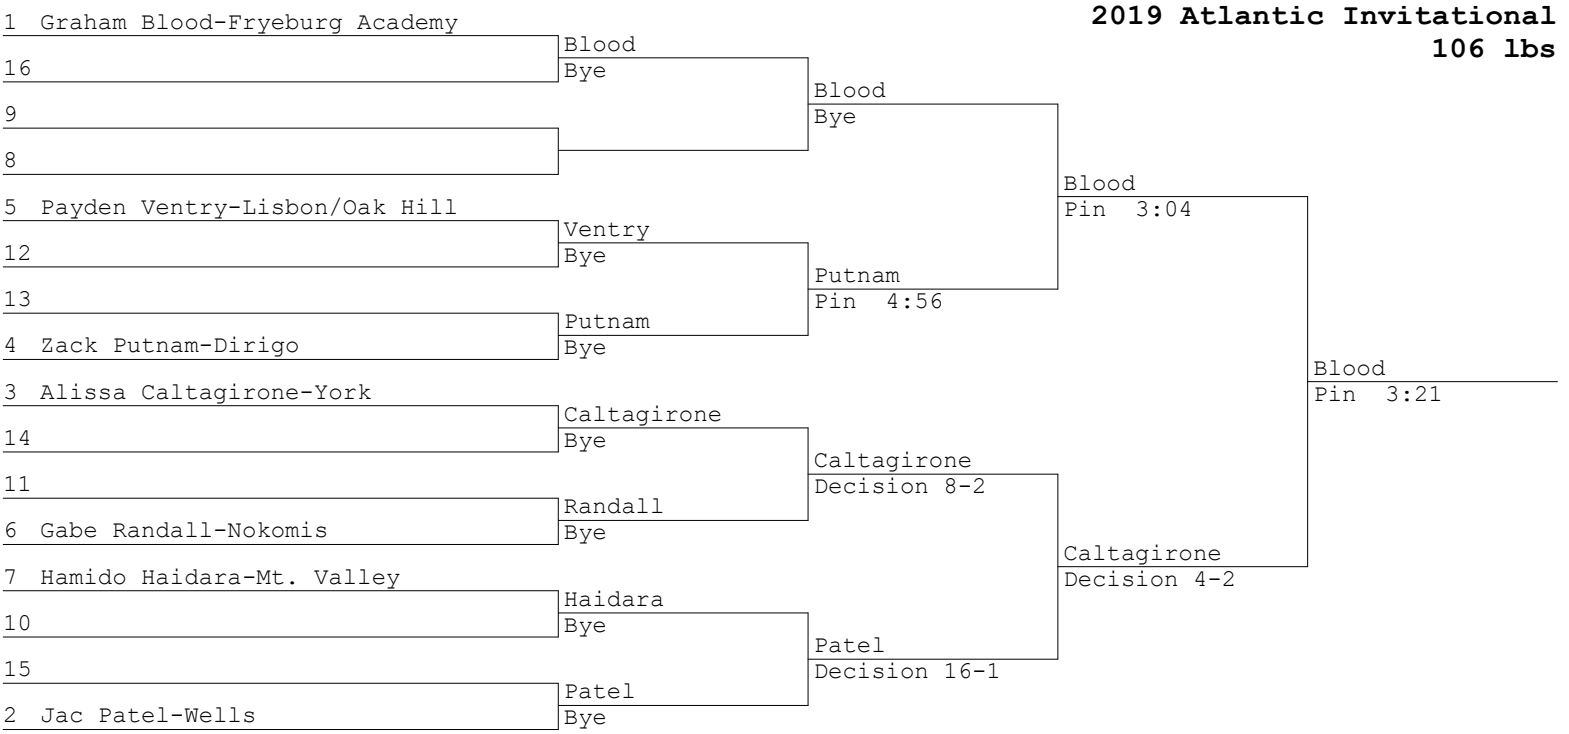 2019 Atlantic Invitational
106 lbs
1 Graham Blood-Fryeburg Academy
16
9
8
5 Payden Ventry-Lisbon/Oak Hill
12
13
4 Zack Putnam-Dirigo
3 Alissa Caltagirone-York
14
11
6 Gabe Randall-Nokomis
7 Hamido Haidara-Mt. Valley
10
15
2 Jac Patel-Wells
Blood
Bye
Ventry
Bye
Putnam
Bye
Caltagirone
Bye
Randall
Bye
Haidara
Bye
Patel
Bye
Blood
Bye
Putnam
Pin 4:56
Caltagirone
Decision 8-2
Patel
Decision 16-1
Blood
Pin 3:04
Caltagirone
Decision 4-2
Blood
Pin 3:21